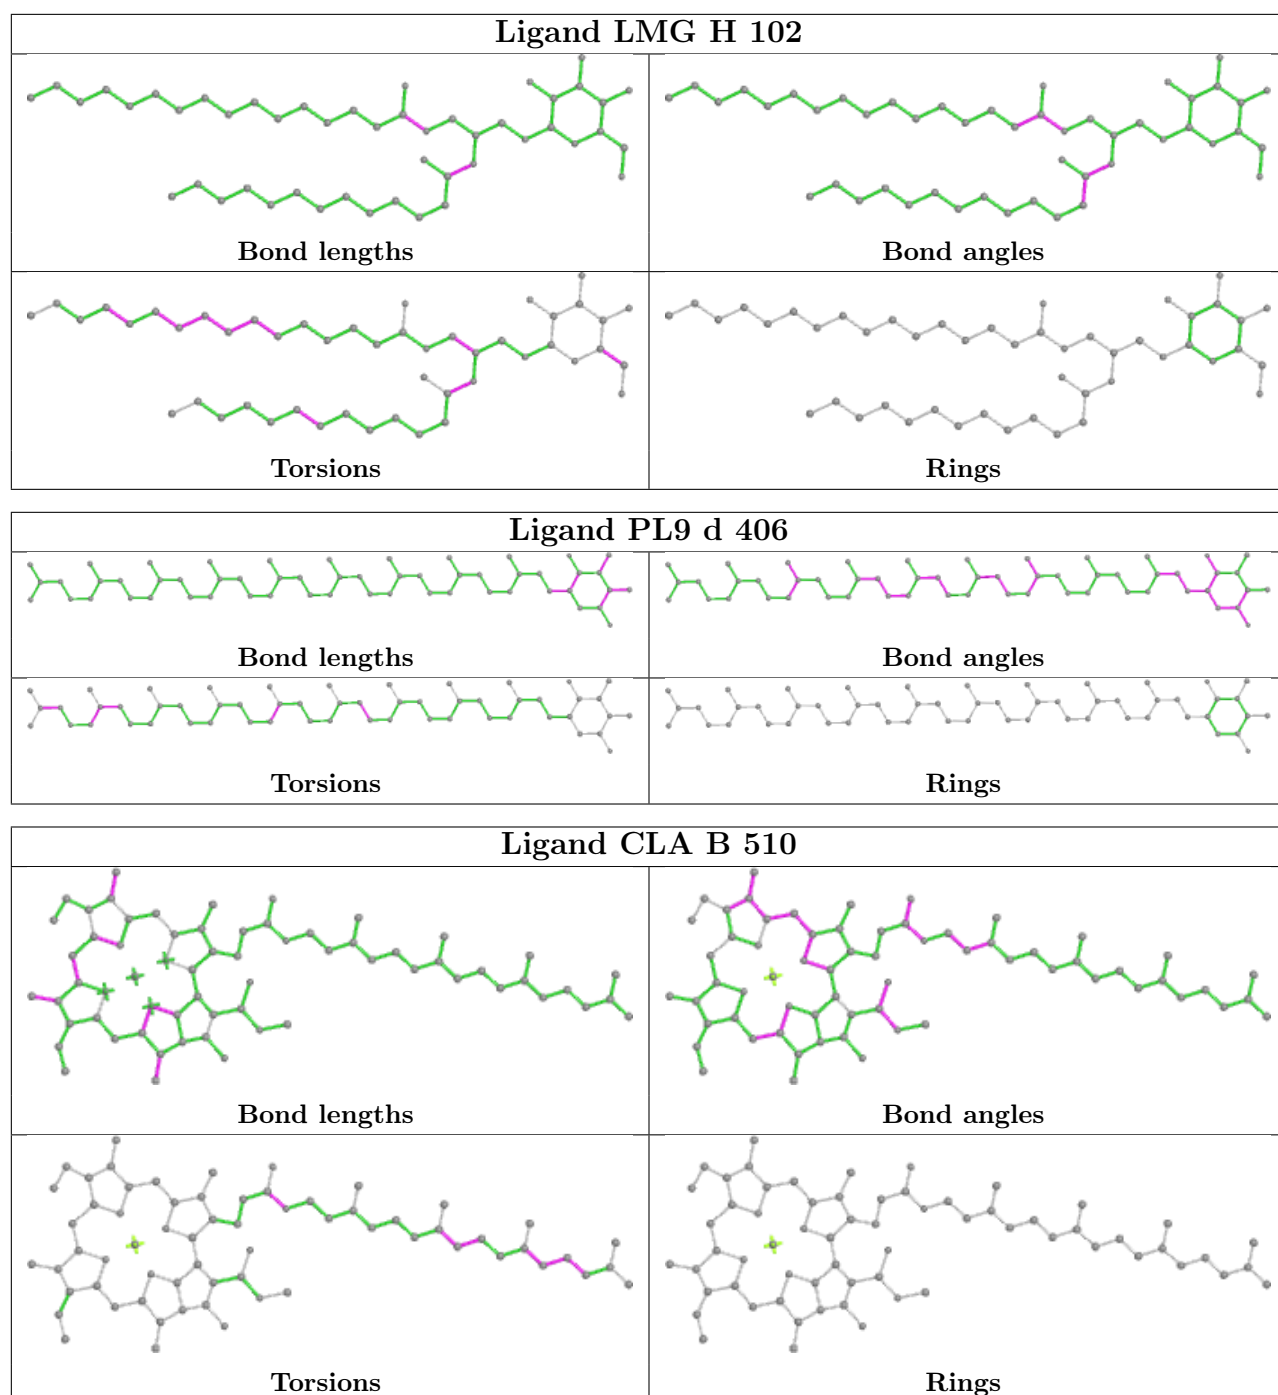 Ligand LMG H 102
Bond lengths
Bond angles
Torsions
Rings
Ligand PL9 d 406
Bond lengths
Bond angles
Torsions
Rings
Ligand CLA B 510
Bond lengths
Bond angles
Torsions
Rings